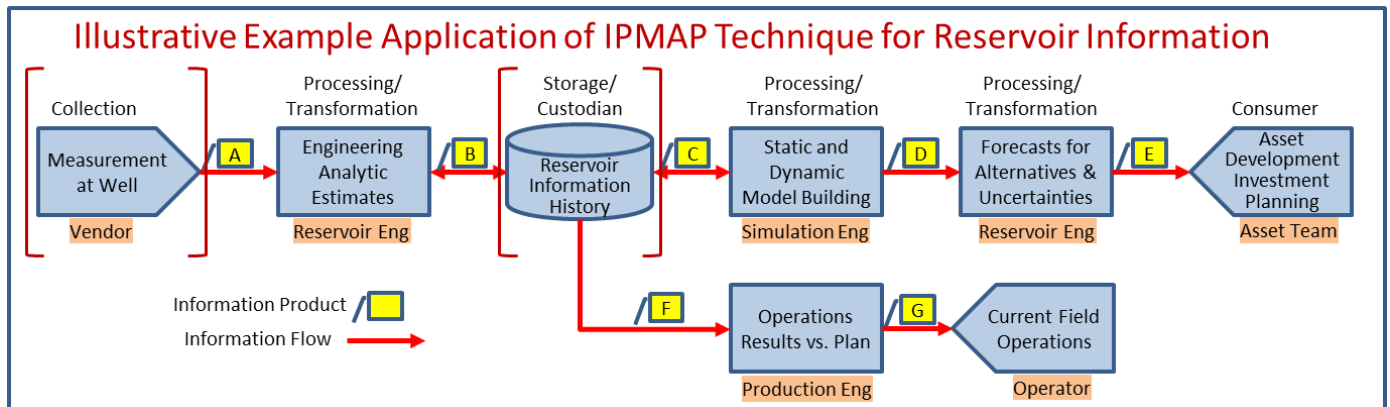 Illustrative Example Application of IPMAP Technique for Reservoir Information
Collection
Processing/
Transformation
Storage/
Custodian
Processing/
Transformation
Processing/
Transformation
Consumer
Measurement
at Well
A
Engineering
Analytic
Estimates
B
Reservoir
Information
History
C
Static and
Dynamic
Model Building
D
Forecasts for
Alternatives &
Uncertainties
E
Asset
Development
Investment
Planning
Vendor
Reservoir Eng
Simulation Eng
Reservoir Eng
Asset Team
Information Product
Information Flow
F
Operations
Results vs. Plan
G
Current Field
Operations
Production Eng
Operator